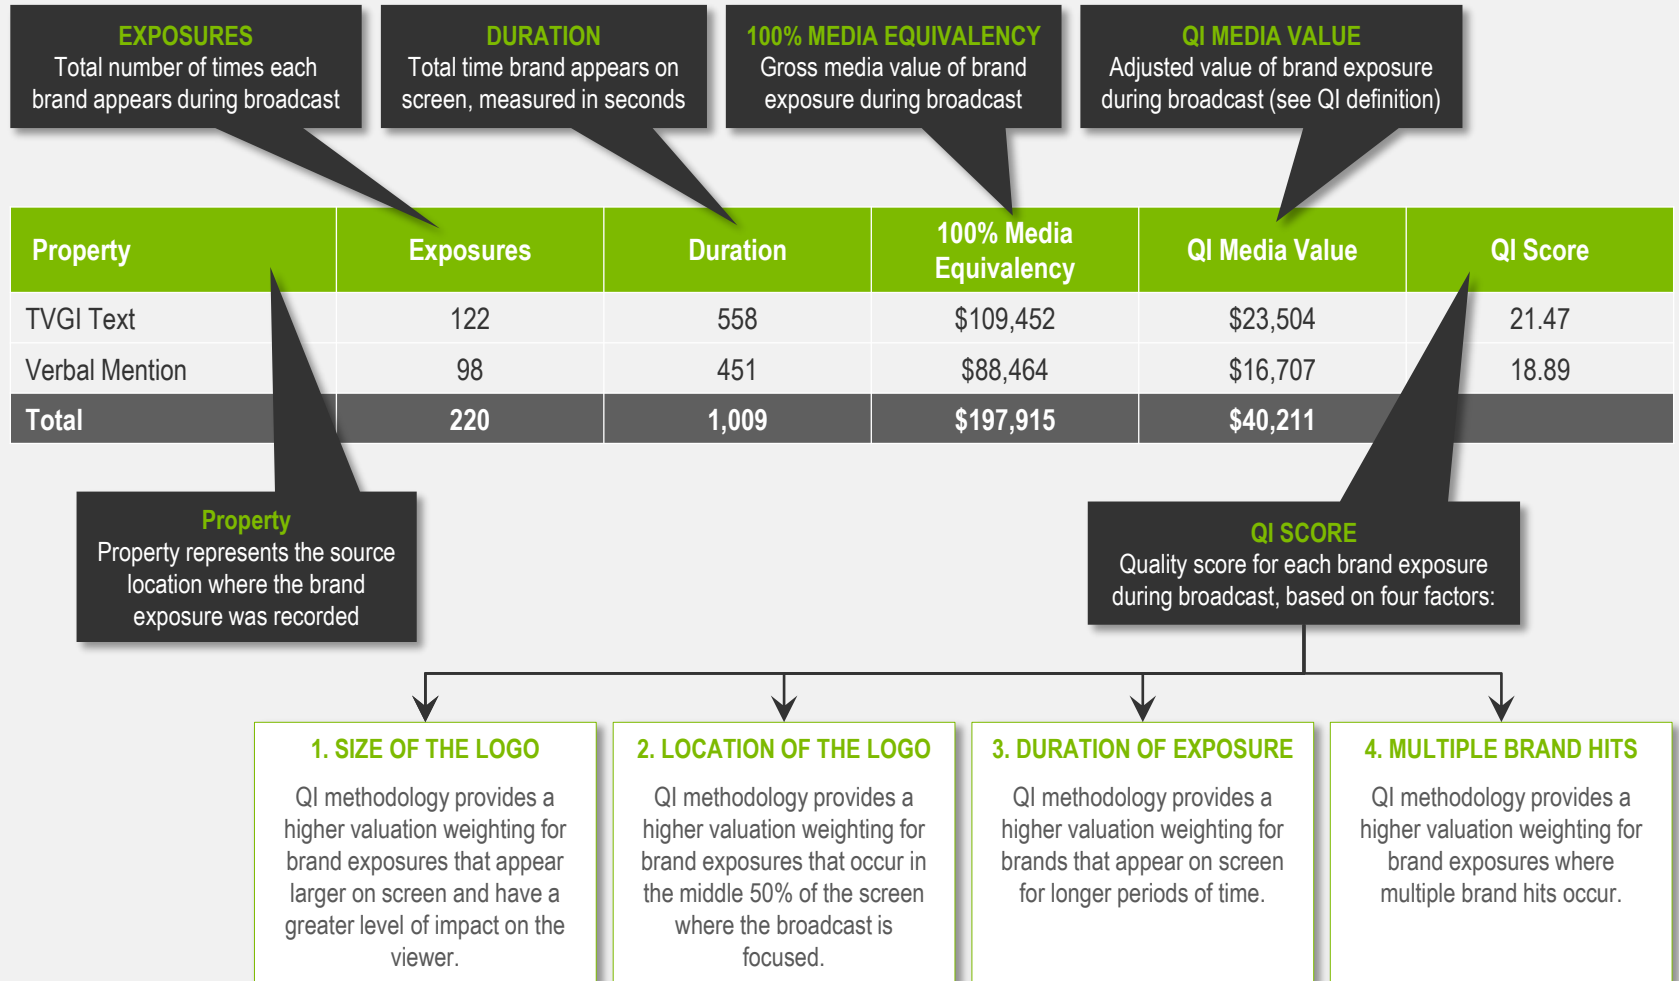 EXPOSURES
Total number of times each
brand appears during broadcast
DURATION
Total time brand appears on
screen, measured in seconds
100% MEDIA EQUIVALENCY
Gross media value of brand
exposure during broadcast
QI MEDIA VALUE
Adjusted value of brand exposure
during broadcast (see QI definition)
Property Exposures Duration 100% Media Equivalency QI Media Value QI Score
TVGI Text 122 558 $109,452 $23,504 21.47
Verbal Mention 98 451 $88,464 $16,707 18.89
Total 220 1,009 $197,915 $40,211
Property
Property represents the source
location where the brand
exposure was recorded
QI SCORE
Quality score for each brand exposure
during broadcast, based on four factors:
1. SIZE OF THE LOGO
QI methodology provides a
higher valuation weighting for
brand exposures that appear
larger on screen and have a
greater level of impact on the
viewer.
2. LOCATION OF THE LOGO
QI methodology provides a
higher valuation weighting for
brand exposures that occur in
the middle 50% of the screen
where the broadcast is
focused.
3. DURATION OF EXPOSURE
QI methodology provides a
higher valuation weighting for
brands that appear on screen
for longer periods of time.
4. MULTIPLE BRAND HITS
QI methodology provides a
higher valuation weighting for
brand exposures where
multiple brand hits occur.